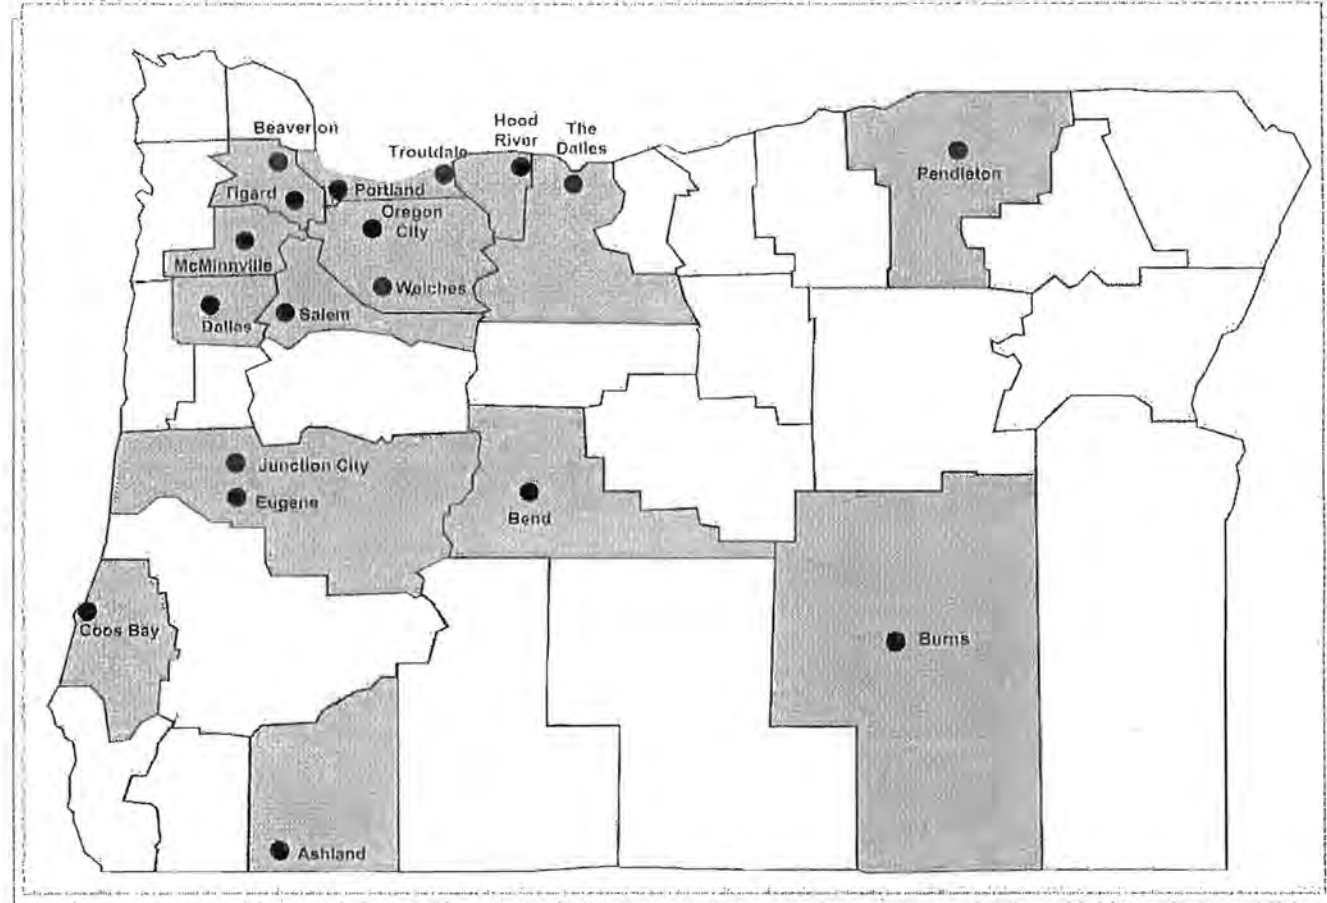 Beaverton
Hood
River
The
Dalles
Troutdale
Pendleton
Tigard
Portland
Oregon
City
McMinnville
Welches
Dallas
Salem
Junction City
Eugene
Bend
Coos Bay
Burns
Ashland